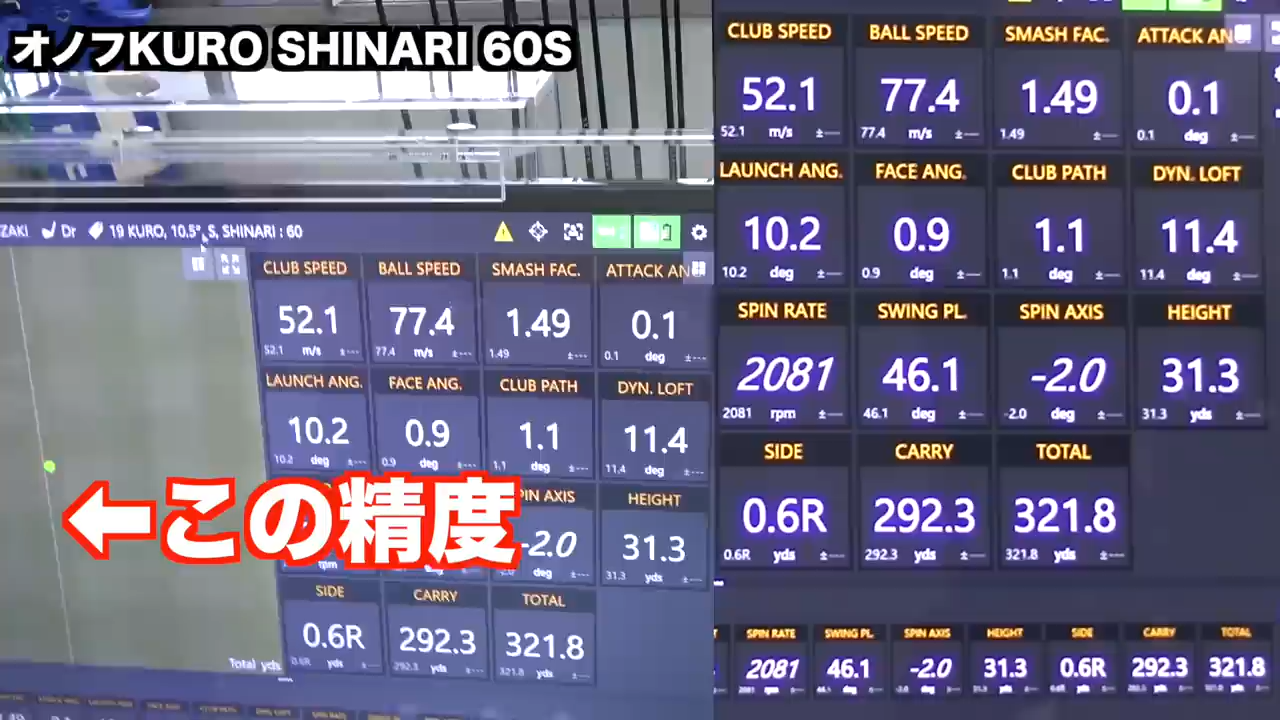 オノフKURO SHINARI 60S
ZAKI Dr 19 KURO, 10.5°, S, SHINARI : 60
CLUB SPEED BALL SPEED SMASH FAC. ATTACK AN
52.1 77.4 1.49 0.1
52.1 m/s ±--- 77.4 m/s ±--- 1.49 ±--- 0.1 deg ±---
LAUNCH ANG. FACE ANG. CLUB PATH DYN. LOFT
10.2 0.9 1.1 11.4
10.2 deg ±--- 0.9 deg ±--- 1.1 deg ±--- 11.4 deg ±---
←この精度
PIN AXIS HEIGHT
-2.0 31.3
rpm deg ±--- 31.3 yds ±---
SIDE CARRY TOTAL
0.6R 292.3 321.8
0.6R yds ±--- 292.3 yds ±--- 321.8 yds ±---
Total yds
CLUB SPEED BALL SPEED SMASH FAC. ATTACK ANG.
52.1 77.4 1.49 0.1
52.1 m/s ±--- 77.4 m/s ±--- 1.49 ±--- 0.1 deg ±---
LAUNCH ANG. FACE ANG. CLUB PATH DYN. LOFT
10.2 0.9 1.1 11.4
10.2 deg ±--- 0.9 deg ±--- 1.1 deg ±--- 11.4 deg ±---
SPIN RATE SWING PL. SPIN AXIS HEIGHT
2081 46.1 -2.0 31.3
2081 rpm ±--- 46.1 deg ±--- -2.0 deg ±--- 31.3 yds ±---
SIDE CARRY TOTAL
0.6R 292.3 321.8
0.6R yds ±--- 292.3 yds ±--- 321.8 yds ±---
SPIN RATE SWING PL. SPIN AXIS HEIGHT SIDE CARRY TOTAL
2081 46.1 -2.0 31.3 0.6R 292.3 321.8